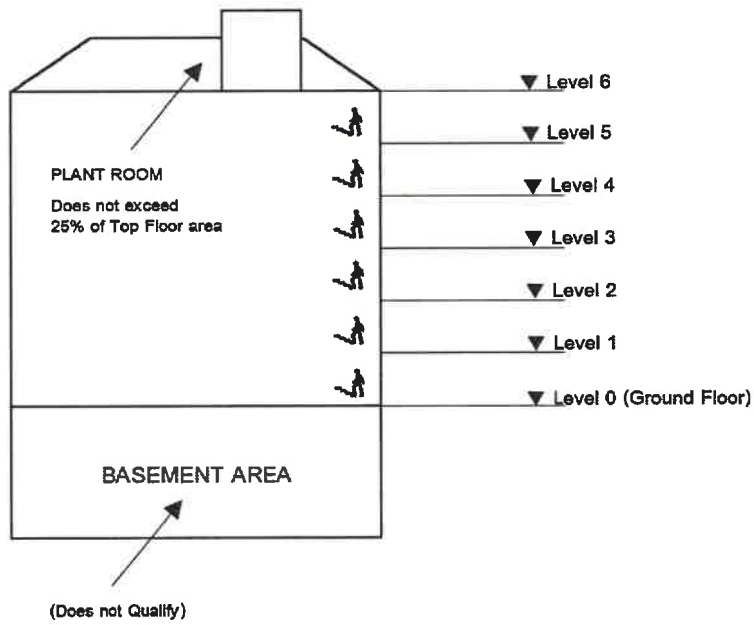 Level 6
Level 5
PLANT ROOM
Does not exceed
25% of Top Floor area
Level 4
Level 3
Level 2
Level 1
Level 0 (Ground Floor)
BASEMENT AREA
(Does not Qualify)